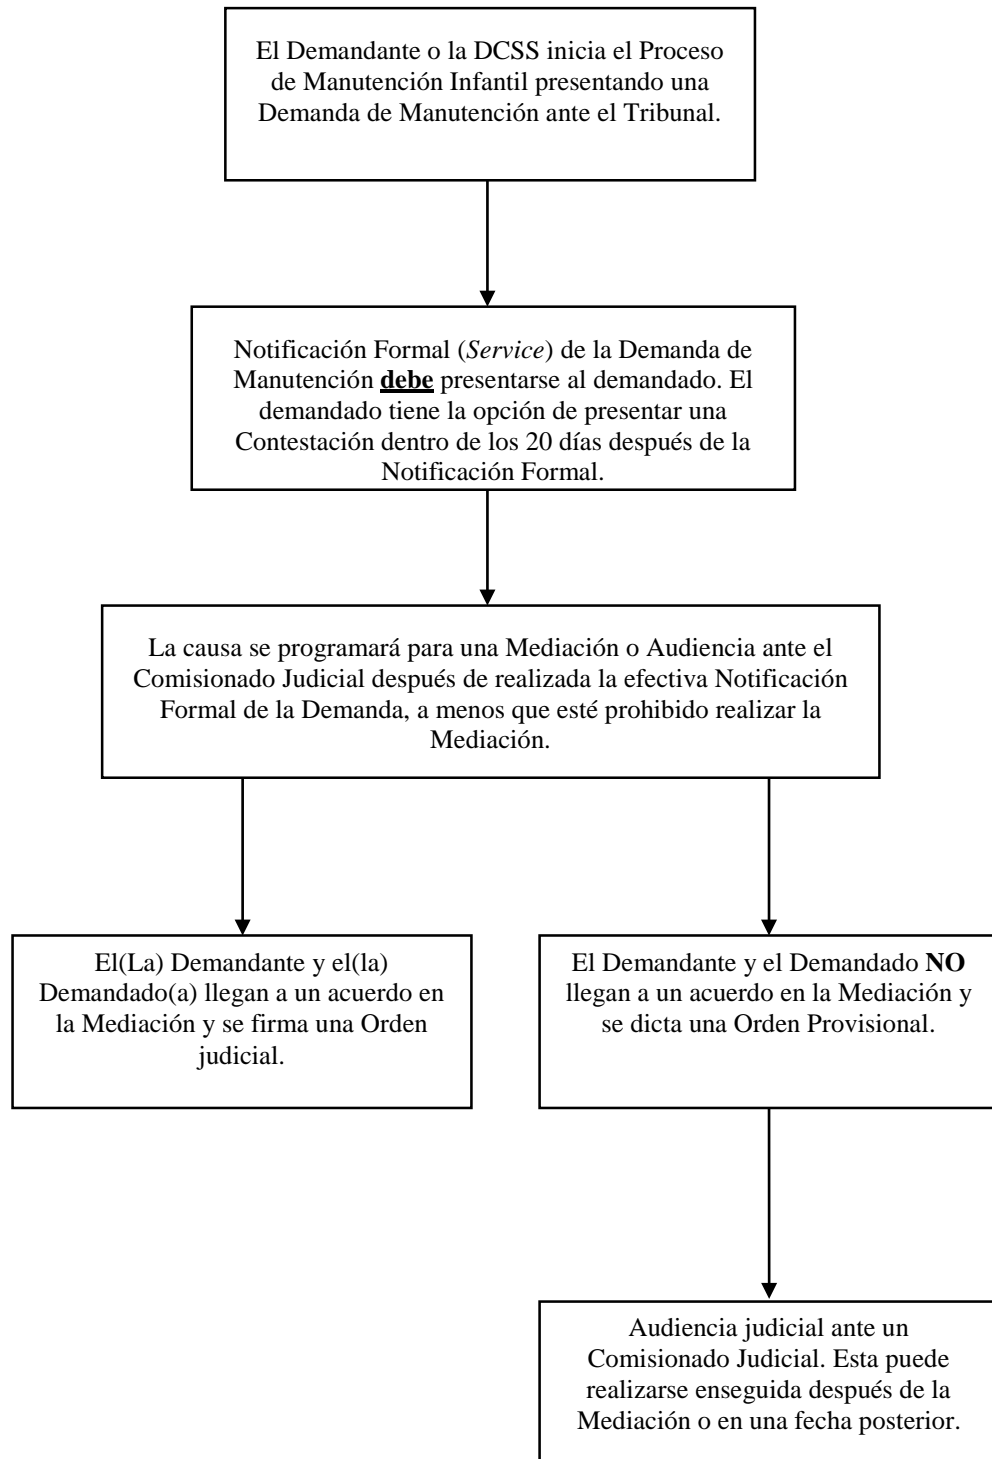 El Demandante o la DCSS inicia el Proceso
de Manutención Infantil presentando una
Demanda de Manutención ante el Tribunal.
Notificación Formal (Service) de la Demanda de
Manutención debe presentarse al demandado. El
demandado tiene la opción de presentar una
Contestación dentro de los 20 días después de la
Notificación Formal.
La causa se programará para una Mediación o Audiencia ante el
Comisionado Judicial después de realizada la efectiva Notificación
Formal de la Demanda, a menos que esté prohibido realizar la
Mediación.
El(La) Demandante y el(la)
Demandado(a) llegan a un acuerdo en
la Mediación y se firma una Orden
judicial.
El Demandante y el Demandado NO
llegan a un acuerdo en la Mediación y
se dicta una Orden Provisional.
Audiencia judicial ante un
Comisionado Judicial. Esta puede
realizarse enseguida después de la
Mediación o en una fecha posterior.